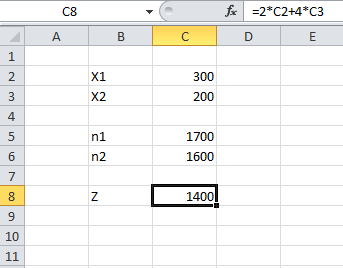 C8 fx =2*C2+4*C3
A B C D E
1
2 X1 300
3 X2 200
4
5 n1 1700
6 n2 1600
7
8 Z 1400
9
10
11